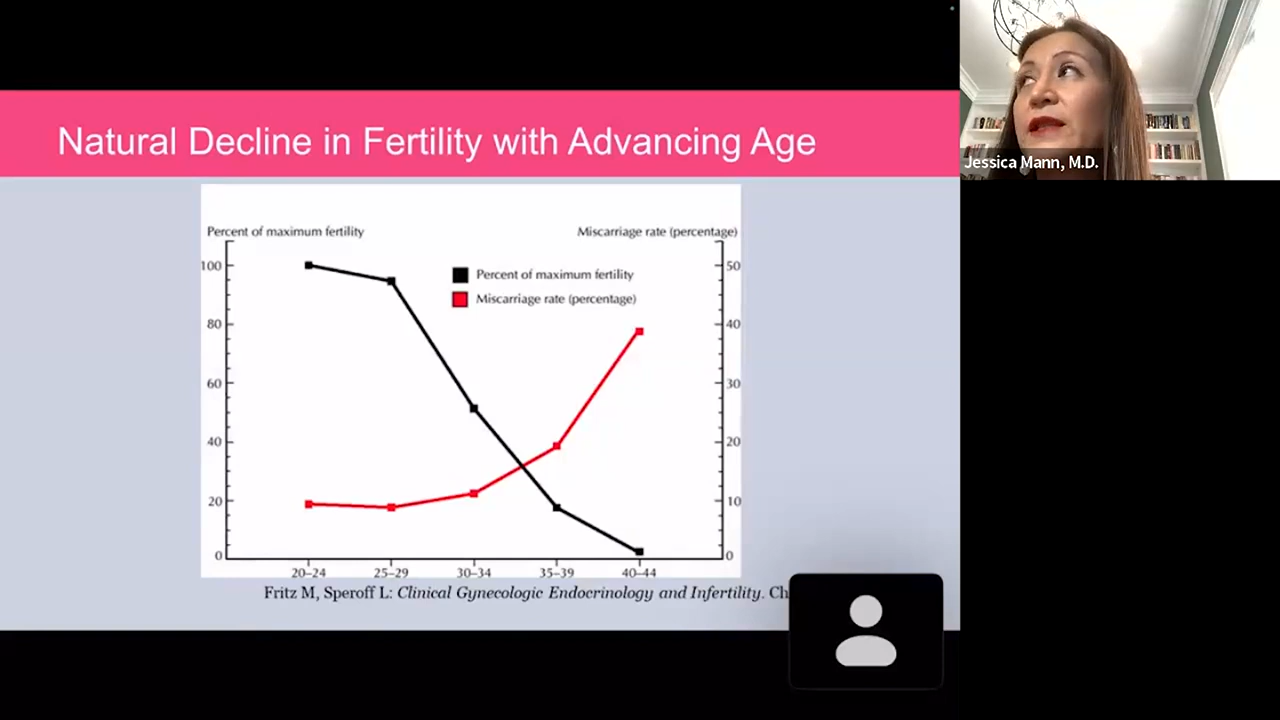 Natural Decline in Fertility with Advancing Age
Jessica Mann, M.D.
Percent of maximum fertility
Miscarriage rate (percentage)
Percent of maximum fertility
Miscarriage rate (percentage)
100
80
60
40
20
0
50
40
30
20
10
0
20–24
25–29
30–34
35–39
40–44
Fritz M, Speroff L: Clinical Gynecologic Endocrinology and Infertility. Ch